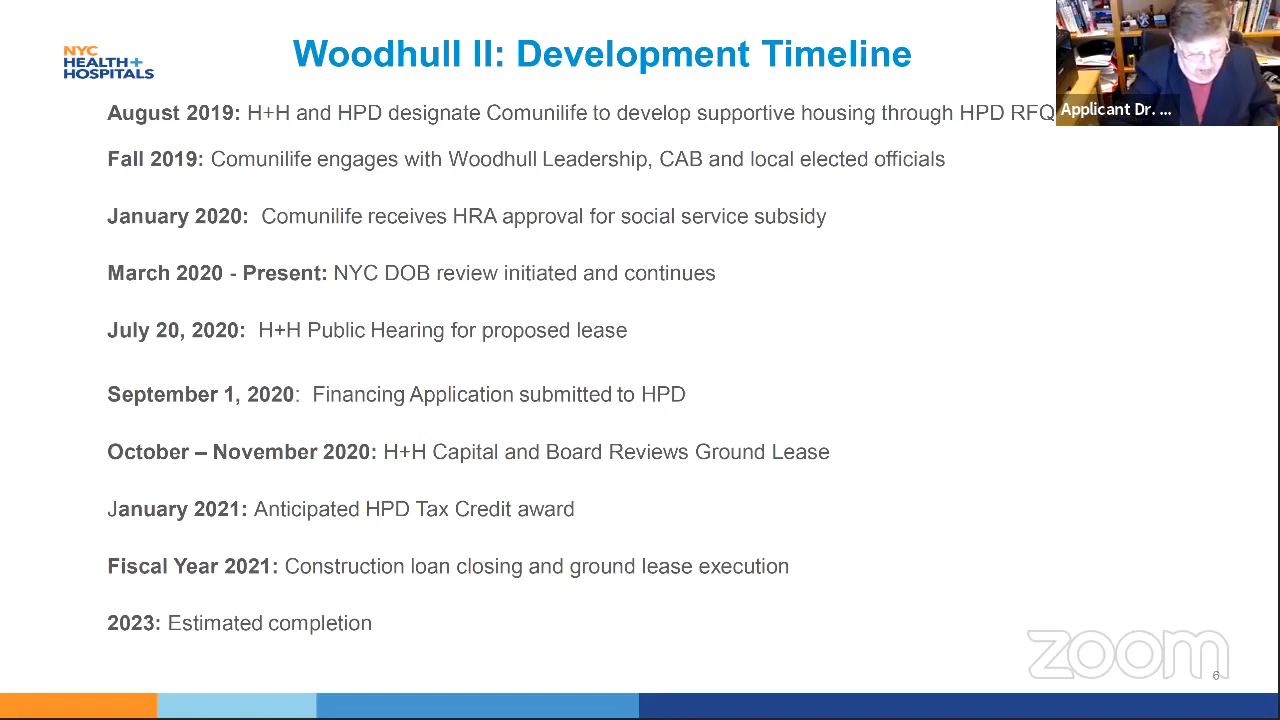 NYC
HEALTH+
HOSPITALS
Woodhull II: Development Timeline
Applicant Dr. ...
August 2019: H+H and HPD designate Comunilife to develop supportive housing through HPD RFQ
Fall 2019: Comunilife engages with Woodhull Leadership, CAB and local elected officials
January 2020: Comunilife receives HRA approval for social service subsidy
March 2020 - Present: NYC DOB review initiated and continues
July 20, 2020: H+H Public Hearing for proposed lease
September 1, 2020: Financing Application submitted to HPD
October – November 2020: H+H Capital and Board Reviews Ground Lease
January 2021: Anticipated HPD Tax Credit award
Fiscal Year 2021: Construction loan closing and ground lease execution
2023: Estimated completion
zoom
6